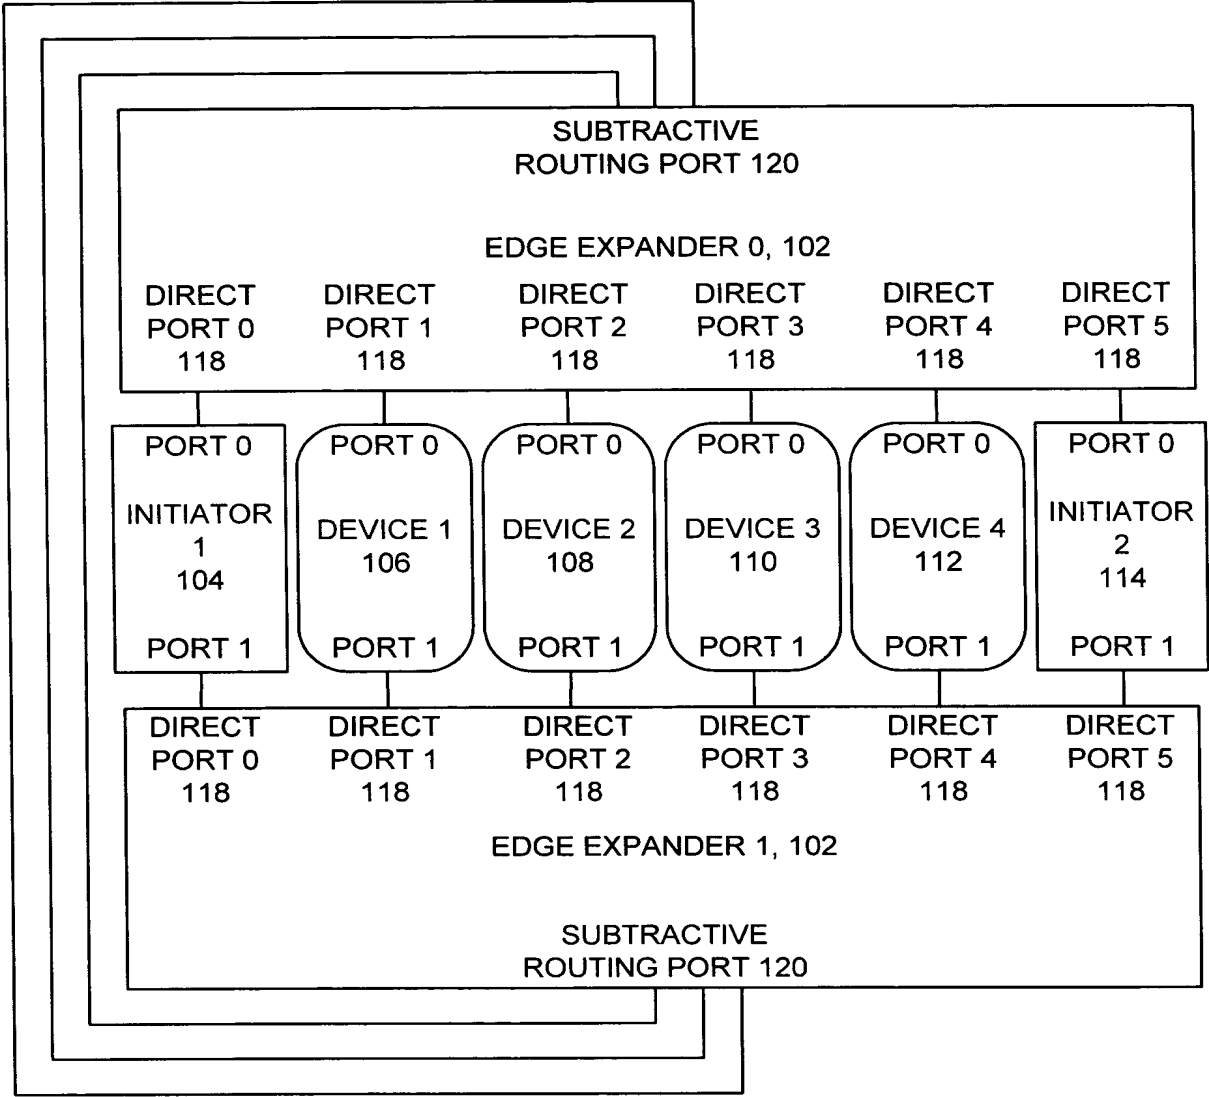 SUBTRACTIVE
ROUTING PORT 120
EDGE EXPANDER 0, 102
DIRECT PORT 0 118
DIRECT PORT 1 118
DIRECT PORT 2 118
DIRECT PORT 3 118
DIRECT PORT 4 118
DIRECT PORT 5 118
PORT 0
INITIATOR
1
104
PORT 1
PORT 0
DEVICE 1
106
PORT 1
PORT 0
DEVICE 2
108
PORT 1
PORT 0
DEVICE 3
110
PORT 1
PORT 0
DEVICE 4
112
PORT 1
PORT 0
INITIATOR
2
114
PORT 1
DIRECT PORT 0 118
DIRECT PORT 1 118
DIRECT PORT 2 118
DIRECT PORT 3 118
DIRECT PORT 4 118
DIRECT PORT 5 118
EDGE EXPANDER 1, 102
SUBTRACTIVE
ROUTING PORT 120